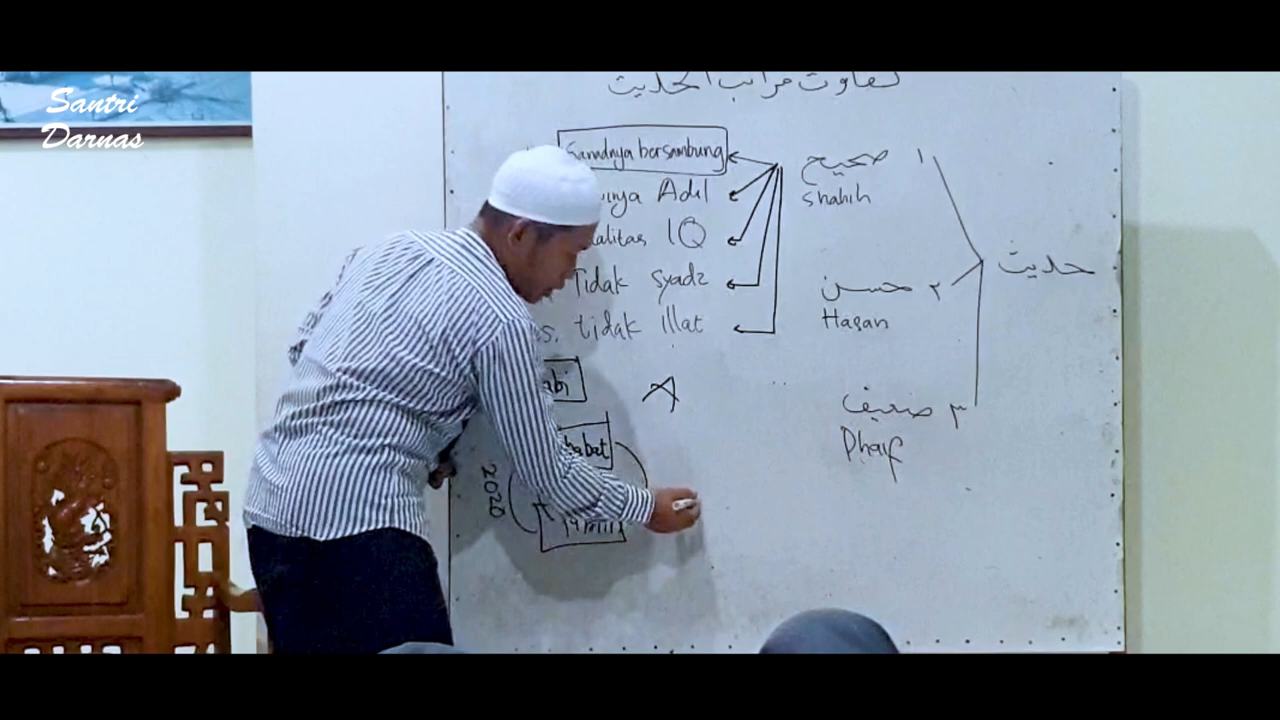 Santri
Darnas
تفاوت مراتب الحديث
Sanadnya bersambung
Adil
IQ
Tidak syadz
5. tidak illat
A
2020
حديث
١ صحيح
shahih
٢ حسن
Hasan
٣ ضعيف
Dhaif